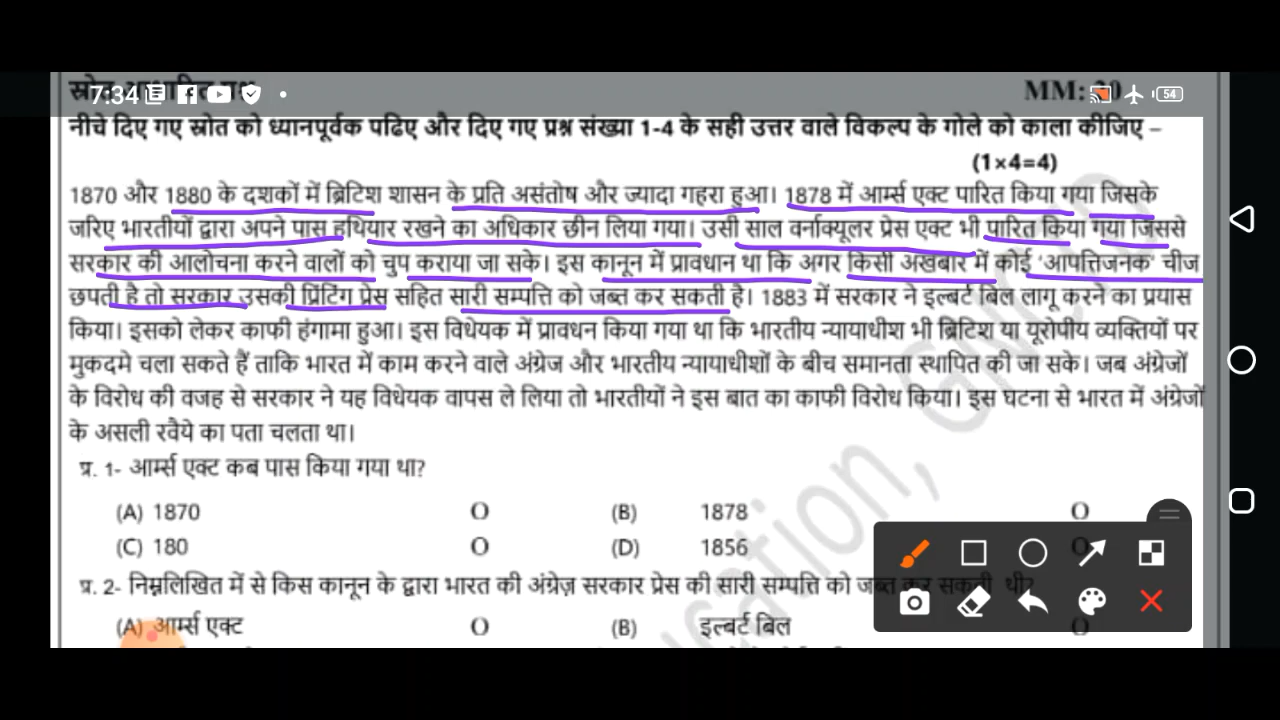 7:34
54
MM: 20
नीचे दिए गए स्रोत को ध्यानपूर्वक पढिए और दिए गए प्रश्न संख्या 1-4 के सही उत्तर वाले विकल्प के गोले को काला कीजिए –
(1×4=4)
1870 और 1880 के दशकों में ब्रिटिश शासन के प्रति असंतोष और ज्यादा गहरा हुआ। 1878 में आर्म्स एक्ट पारित किया गया जिसके
जरिए भारतीयों द्वारा अपने पास हथियार रखने का अधिकार छीन लिया गया। उसी साल वर्नाक्यूलर प्रेस एक्ट भी पारित किया गया जिससे
सरकार की आलोचना करने वालों को चुप कराया जा सके। इस कानून में प्रावधान था कि अगर किसी अखबार में कोई 'आपत्तिजनक' चीज
छपती है तो सरकार उसकी प्रिंटिंग प्रेस सहित सारी सम्पत्ति को जब्त कर सकती है। 1883 में सरकार ने इल्बर्ट बिल लागू करने का प्रयास
किया। इसको लेकर काफी हंगामा हुआ। इस विधेयक में प्रावधन किया गया था कि भारतीय न्यायाधीश भी ब्रिटिश या यूरोपीय व्यक्तियों पर
मुकदमे चला सकते हैं ताकि भारत में काम करने वाले अंग्रेज और भारतीय न्यायाधीशों के बीच समानता स्थापित की जा सके। जब अंग्रेजों
के विरोध की वजह से सरकार ने यह विधेयक वापस ले लिया तो भारतीयों ने इस बात का काफी विरोध किया। इस घटना से भारत में अंग्रेजों
के असली रवैये का पता चलता था।
प्र. 1- आर्म्स एक्ट कब पास किया गया था?
(A) 1870 O (B) 1878 O
(C) 180 O (D) 1856
प्र. 2- निम्नलिखित में से किस कानून के द्वारा भारत की अंग्रेज़ सरकार प्रेस की सारी सम्पत्ति को जब्त कर सकती थी?
(A) आर्म्स एक्ट O (B) इल्बर्ट बिल O